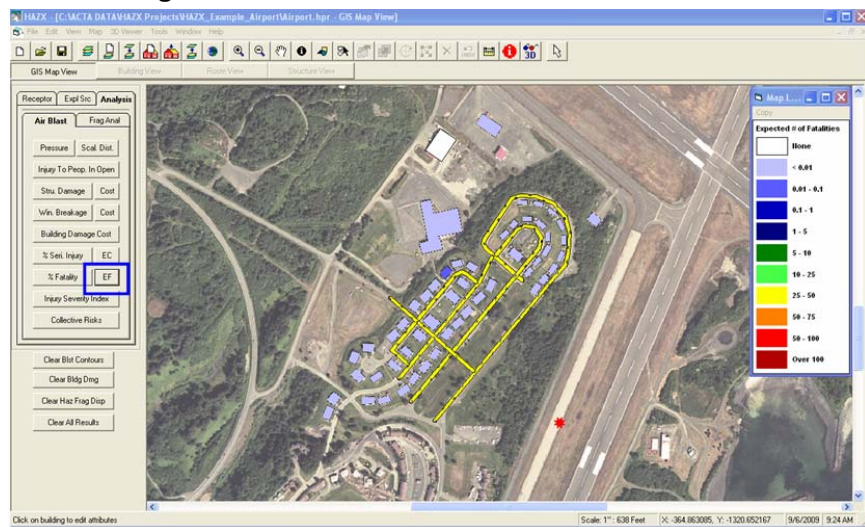 HAZX - [C:\ACTA DATA\HAZX Projects\HAZX_Example_Airport\Airport.hpr - GIS Map View]
File Edit View Map 3D Viewer Tools Window Help
3D
GIS Map View Building View Route View Structure View
Receptor Expl Src Analysis
Air Blast Frag Anal
Pressure Scal. Dist.
Injury To Peop. In Open
Stru. Damage Cost
Win. Breakage Cost
Building Damage Cost
% Seri. Injury EC
% Fatality EF
Injury Severity Index
Collective Risks
Clear Blst Contours
Clear Bldg Dmg
Clear Haz Frag Disp
Clear All Results
Map L...
Copy
Expected # of Fatalities
None
< 0.01
0.01 - 0.1
0.1 - 1
1 - 5
5 - 10
10 - 25
25 - 50
50 - 75
50 - 100
Over 100
Click on building to edit attributes Scale: 1" : 638 Feet X: -364.863085, Y: -1320.652167 9/6/2009 9:24 AM